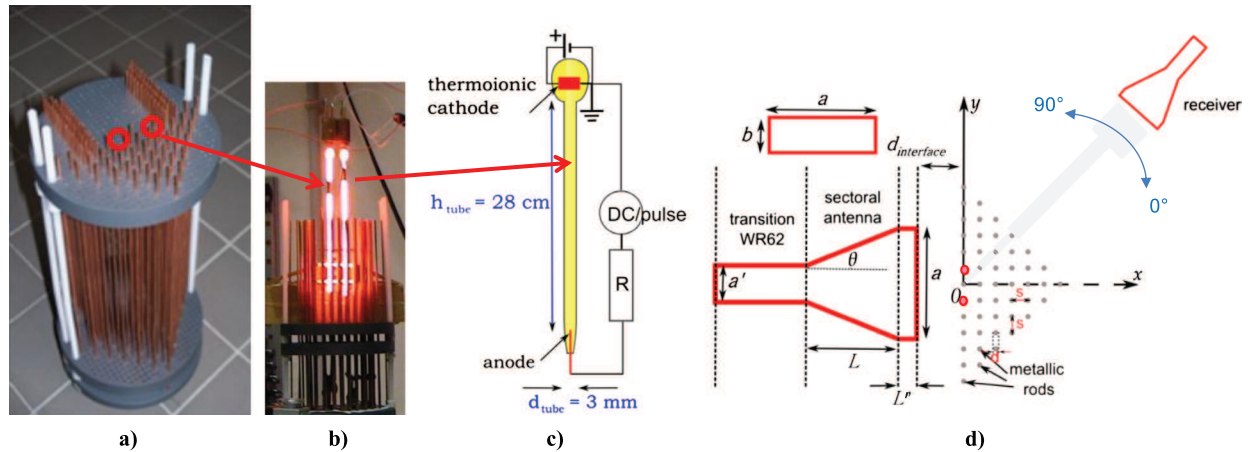 +
thermoionic
cathode
h_tube = 28 cm
DC/pulse
R
anode
d_tube = 3 mm
a
b
d_interface
transition
WR62
sectoral
antenna
θ
a'
a
L
L^r
y
90°
receiver
0°
x
0
s
s
d
metallic
rods
a)
b)
c)
d)